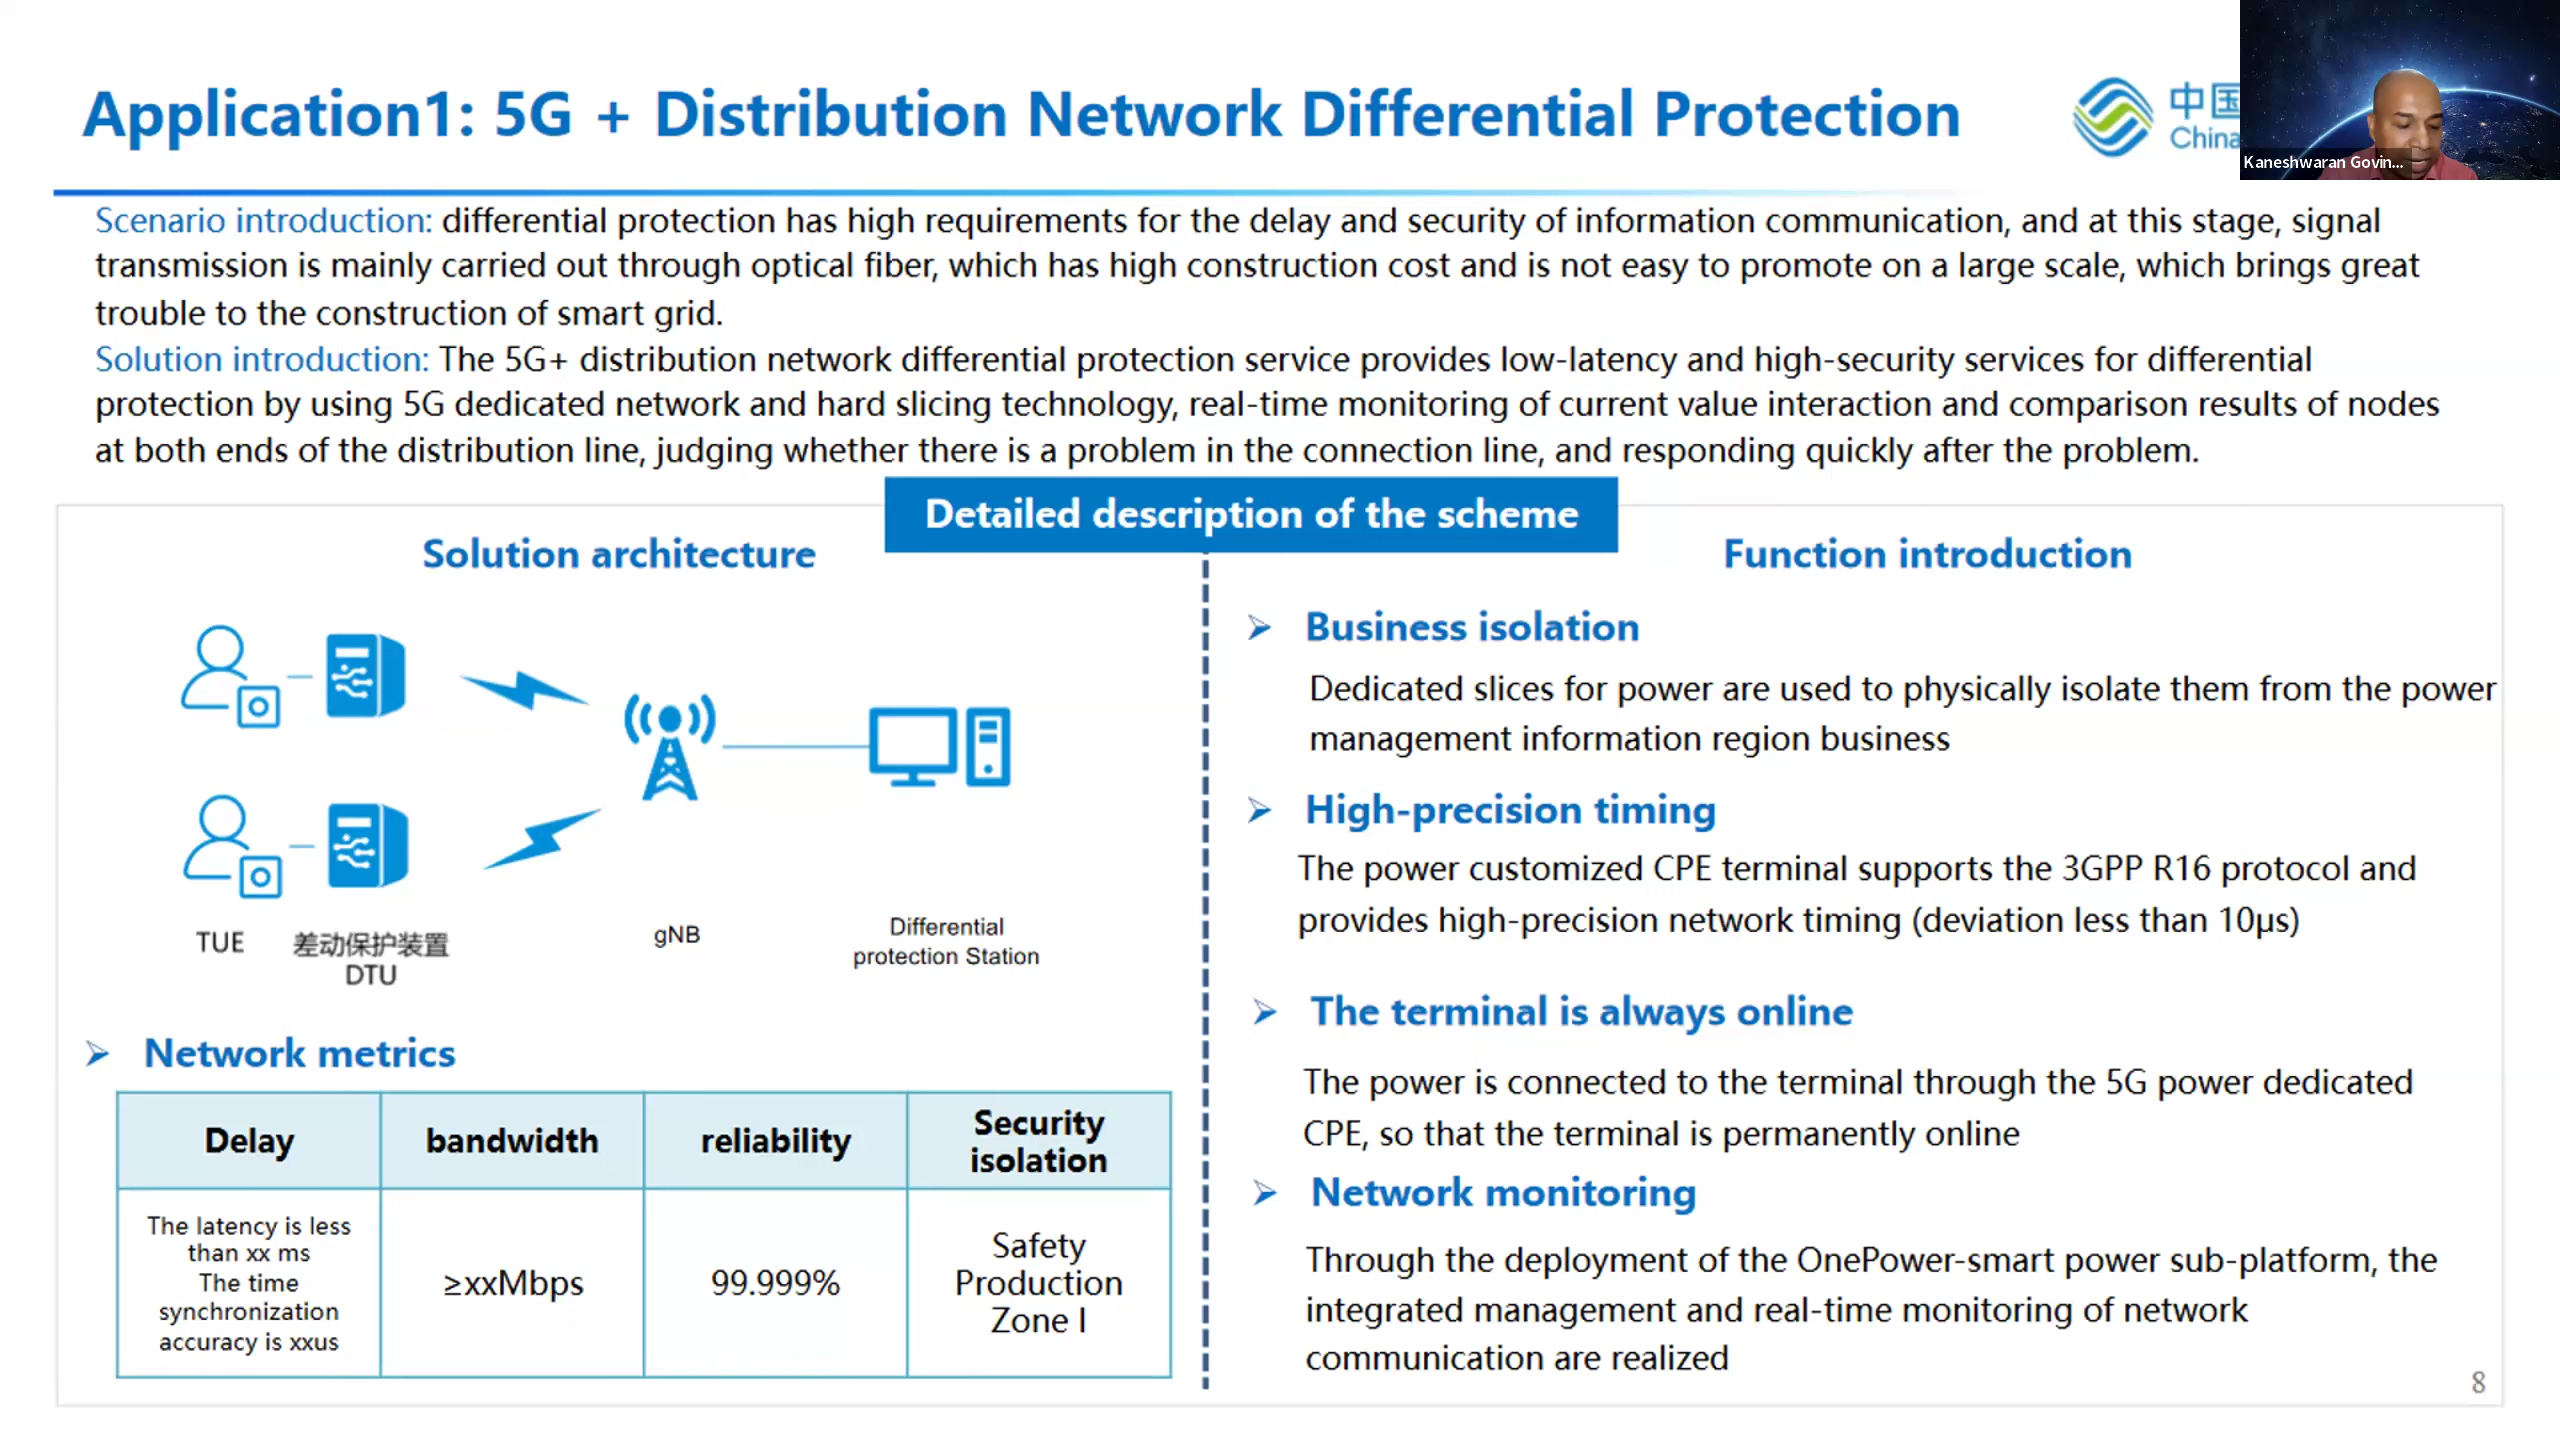 Application1: 5G + Distribution Network Differential Protection
中国
China
Kaneshwaran Govin...
Scenario introduction: differential protection has high requirements for the delay and security of information communication, and at this stage, signal
transmission is mainly carried out through optical fiber, which has high construction cost and is not easy to promote on a large scale, which brings great
trouble to the construction of smart grid.
Solution introduction: The 5G+ distribution network differential protection service provides low-latency and high-security services for differential
protection by using 5G dedicated network and hard slicing technology, real-time monitoring of current value interaction and comparison results of nodes
at both ends of the distribution line, judging whether there is a problem in the connection line, and responding quickly after the problem.
Detailed description of the scheme
Solution architecture
TUE
差动保护装置
DTU
gNB
Differential
protection Station
➢ Network metrics
Delay
bandwidth
reliability
Security
isolation
The latency is less
than xx ms
The time
synchronization
accuracy is xxus
≥xxMbps
99.999%
Safety
Production
Zone I
Function introduction
➢ Business isolation
Dedicated slices for power are used to physically isolate them from the power
management information region business
➢ High-precision timing
The power customized CPE terminal supports the 3GPP R16 protocol and
provides high-precision network timing (deviation less than 10μs)
➢ The terminal is always online
The power is connected to the terminal through the 5G power dedicated
CPE, so that the terminal is permanently online
➢ Network monitoring
Through the deployment of the OnePower-smart power sub-platform, the
integrated management and real-time monitoring of network
communication are realized
8